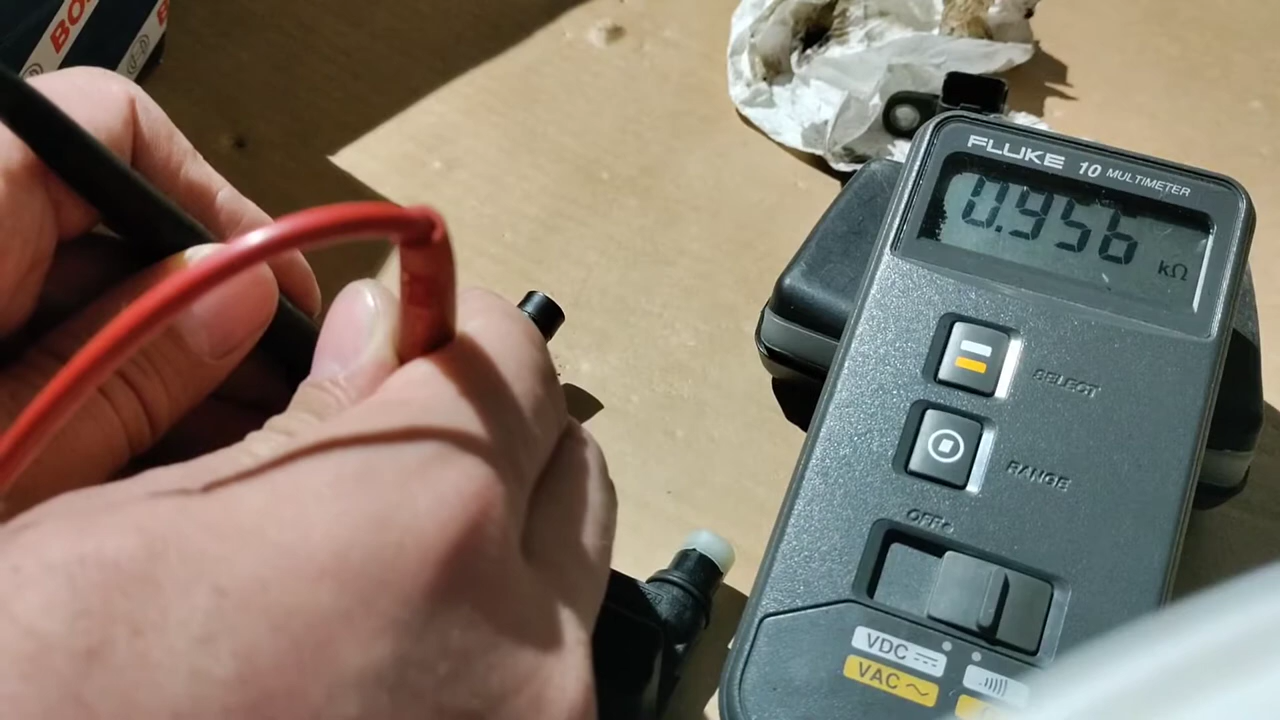 FLUKE 10 MULTIMETER
0.956 kΩ
SELECT
RANGE
OFF
VDC
VAC